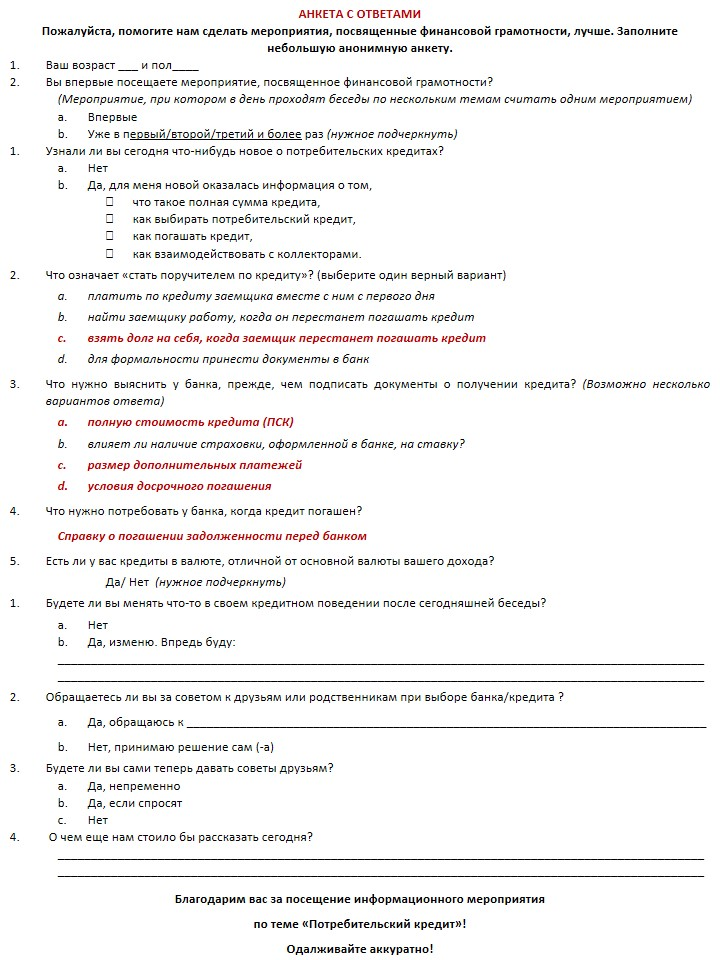 АНКЕТА С ОТВЕТАМИ
Пожалуйста, помогите нам сделать мероприятия, посвященные финансовой грамотности, лучше. Заполните
небольшую анонимную анкету.
1. Ваш возраст ___ и пол____
2. Вы впервые посещаете мероприятие, посвященное финансовой грамотности?
(Мероприятие, при котором в день проходят беседы по нескольким темам считать одним мероприятием)
a. Впервые
b. Уже в первый/второй/третий и более раз (нужное подчеркнуть)
1. Узнали ли вы сегодня что-нибудь новое о потребительских кредитах?
a. Нет
b. Да, для меня новой оказалась информация о том,
что такое полная сумма кредита,
как выбирать потребительский кредит,
как погашать кредит,
как взаимодействовать с коллекторами.
2. Что означает «стать поручителем по кредиту»? (выберите один верный вариант)
a. платить по кредиту заемщика вместе с ним с первого дня
b. найти заемщику работу, когда он перестанет погашать кредит
c. взять долг на себя, когда заемщик перестанет погашать кредит
d. для формальности принести документы в банк
3. Что нужно выяснить у банка, прежде, чем подписать документы о получении кредита? (Возможно несколько
вариантов ответа)
a. полную стоимость кредита (ПСК)
b. влияет ли наличие страховки, оформленной в банке, на ставку?
c. размер дополнительных платежей
d. условия досрочного погашения
4. Что нужно потребовать у банка, когда кредит погашен?
Справку о погашении задолженности перед банком
5. Есть ли у вас кредиты в валюте, отличной от основной валюты вашего дохода?
Да/ Нет (нужное подчеркнуть)
1. Будете ли вы менять что-то в своем кредитном поведении после сегодняшней беседы?
a. Нет
b. Да, изменю. Впредь буду:
2. Обращаетесь ли вы за советом к друзьям или родственникам при выборе банка/кредита ?
a. Да, обращаюсь к ____
b. Нет, принимаю решение сам (-а)
3. Будете ли вы сами теперь давать советы друзьям?
a. Да, непременно
b. Да, если спросят
c. Нет
4. О чем еще нам стоило бы рассказать сегодня?
Благодарим вас за посещение информационного мероприятия
по теме «Потребительский кредит»!
Одалживайте аккуратно!